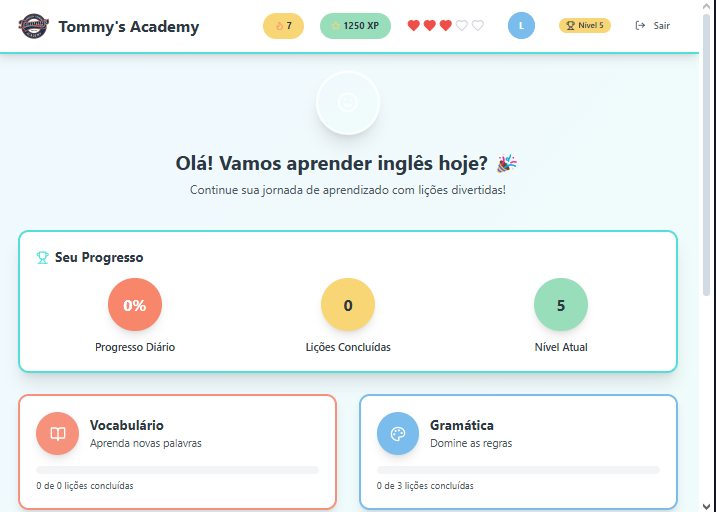 Tommy's Academy
7
1250 XP
L
Nível 5
Sair
Olá! Vamos aprender inglês hoje? 🎉
Continue sua jornada de aprendizado com lições divertidas!
Seu Progresso
0%
0
5
Progresso Diário
Lições Concluídas
Nível Atual
Vocabulário
Aprenda novas palavras
0 de 0 lições concluídas
Gramática
Domine as regras
0 de 3 lições concluídas